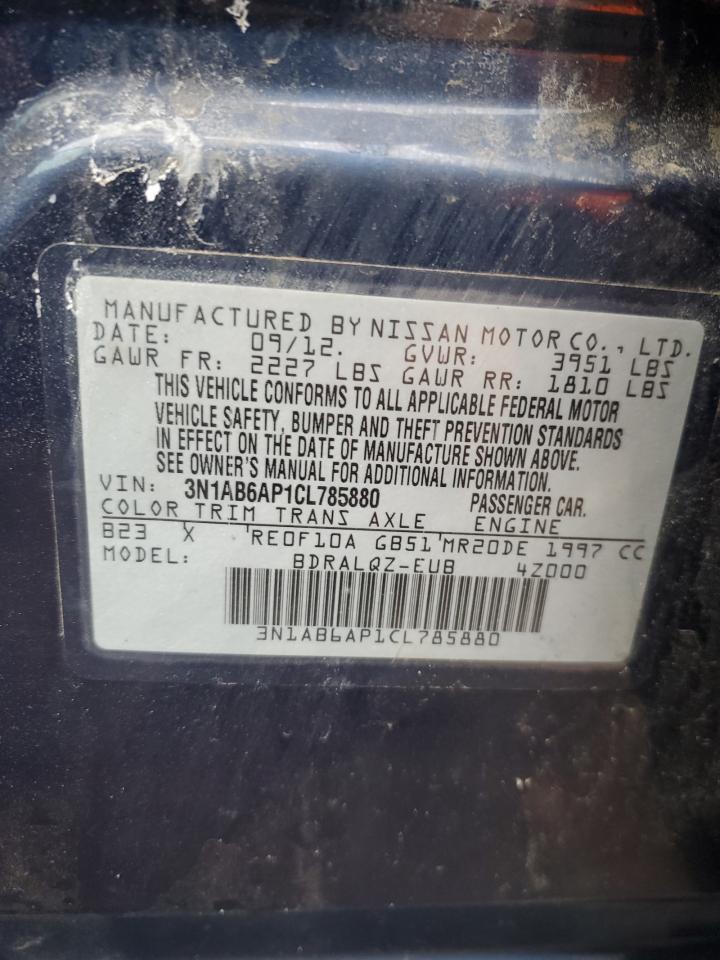 MANUFACTURED BY NISSAN MOTOR CO., LTD.
DATE: 09/12. GVWR: 3951 LBS
GAWR FR: 2227 LBS GAWR RR: 1810 LBS
THIS VEHICLE CONFORMS TO ALL APPLICABLE FEDERAL MOTOR
VEHICLE SAFETY, BUMPER AND THEFT PREVENTION STANDARDS
IN EFFECT ON THE DATE OF MANUFACTURE SHOWN ABOVE.
SEE OWNER'S MANUAL FOR ADDITIONAL INFORMATION.
VIN: 3N1AB6AP1CL785880 PASSENGER CAR.
COLOR TRIM TRANS AXLE ENGINE
B23 X RE0F10A GB51 MR20DE 1997 CC
MODEL: BDRALQZ-EUB 4Z000
3N1AB6AP1CL785880